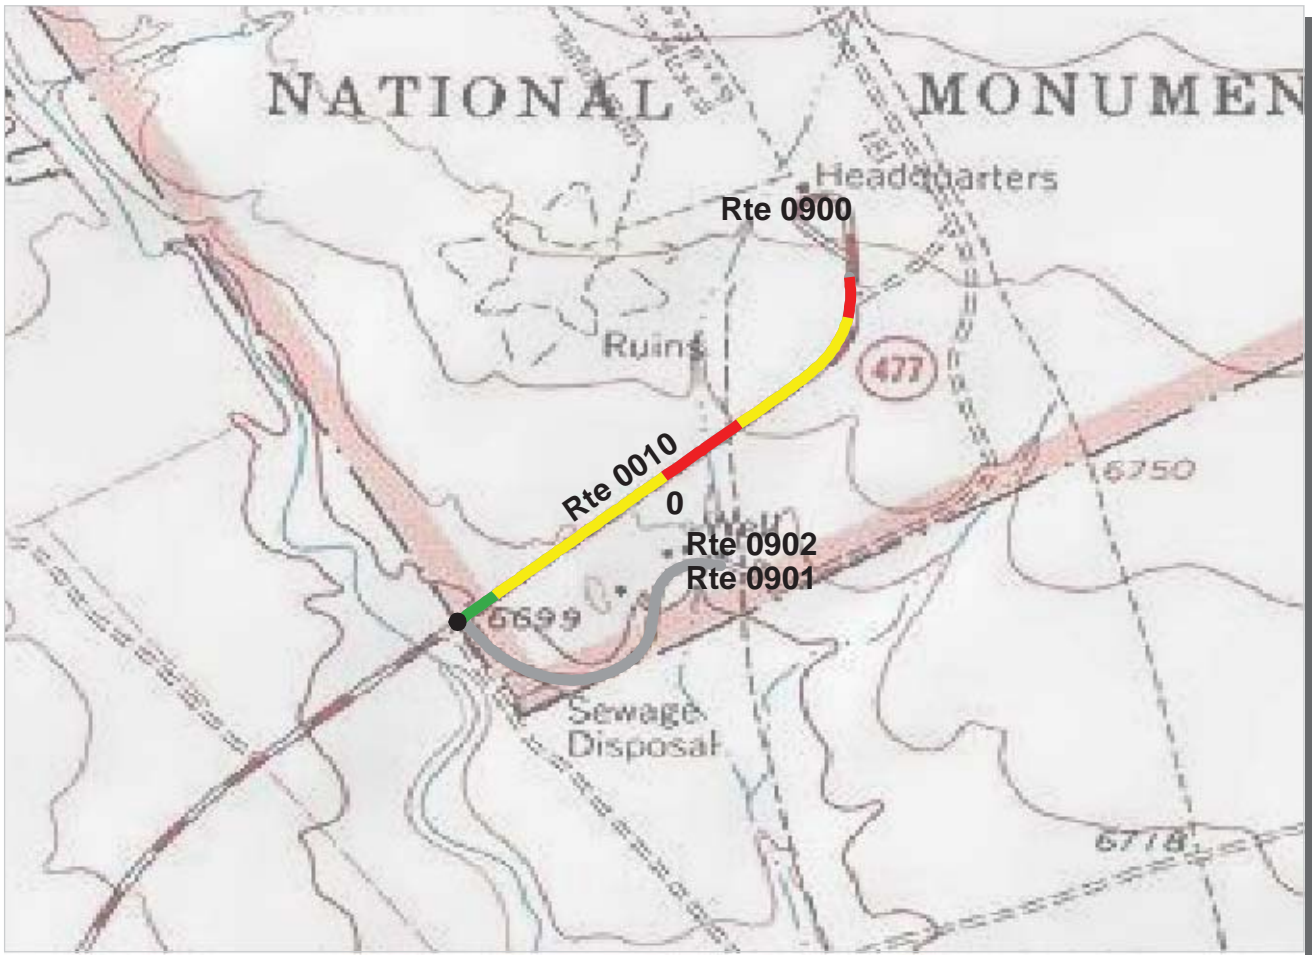 NATIONAL MONUMEN
Headquarters
Rte 0900
Ruins
477
Rte 0010
0
6750
Well
Rte 0902
Rte 0901
6699
Sewage
Disposal
6718